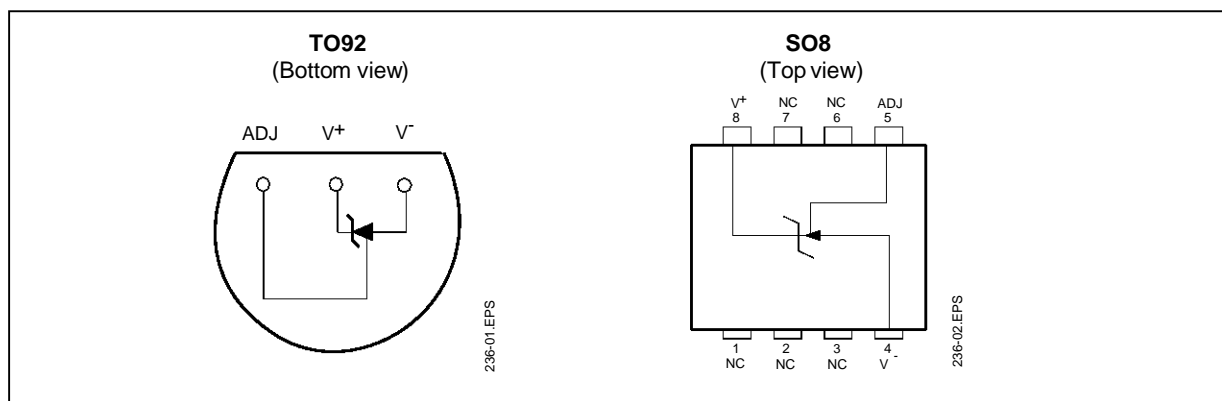 TO92
(Bottom view)
ADJ V+ V-
236-01.EPS
SO8
(Top view)
V+ NC NC ADJ
8 7 6 5
1 2 3 4
NC NC NC V-
236-02.EPS